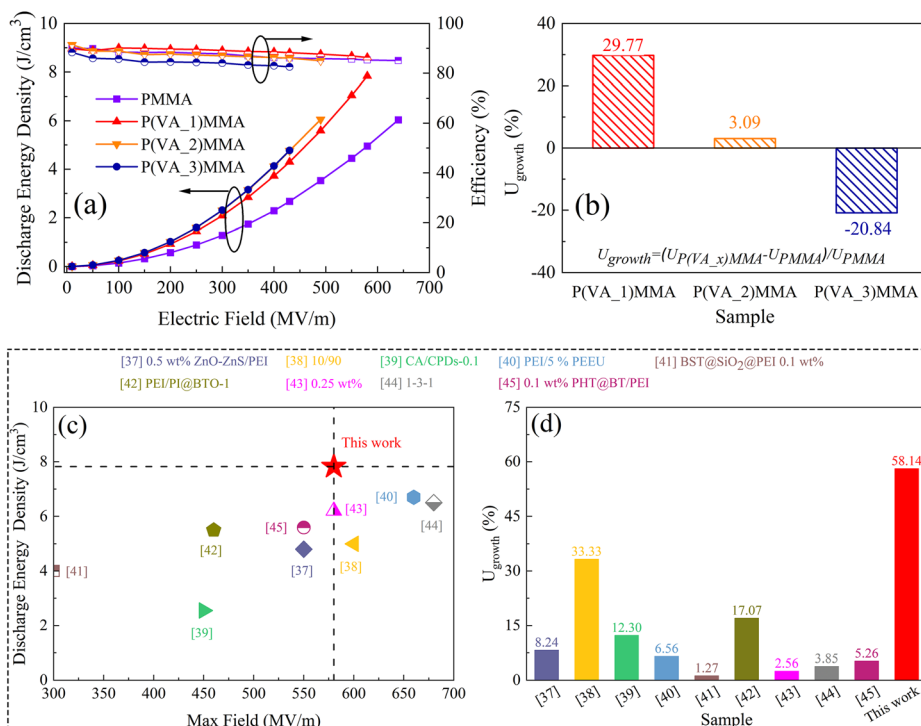 10
8
6
4
2
0
Discharge Energy Density (J/cm³)
100
80
60
40
20
0
Efficiency (%)
PMMA
P(VA_1)MMA
P(VA_2)MMA
P(VA_3)MMA
(a)
0 100 200 300 400 500 600 700
Electric Field (MV/m)
40
20
0
-20
-40
U_growth (%)
29.77
3.09
-20.84
(b)
U_growth=(U_P(VA_x)MMA-U_PMMA)/U_PMMA
P(VA_1)MMA P(VA_2)MMA P(VA_3)MMA
Sample
[37] 0.5 wt% ZnO-ZnS/PEI [38] 10/90 [39] CA/CPDs-0.1 [40] PEI/5 % PEEU [41] BST@SiO₂@PEI 0.1 wt%
[42] PEI/PI@BTO-1 [43] 0.25 wt% [44] 1-3-1 [45] 0.1 wt% PHT@BT/PEI
10
8
6
4
2
0
Discharge Energy Density (J/cm³)
(c)
This work
[40]
[43]
[44]
[45]
[42]
[37]
[38]
[41]
[39]
300 350 400 450 500 550 600 650 700
Max Field (MV/m)
75
60
45
30
15
0
U_growth (%)
(d)
8.24
33.33
12.30
6.56
1.27
17.07
2.56
3.85
5.26
58.14
[37] [38] [39] [40] [41] [42] [43] [44] [45] This work
Sample